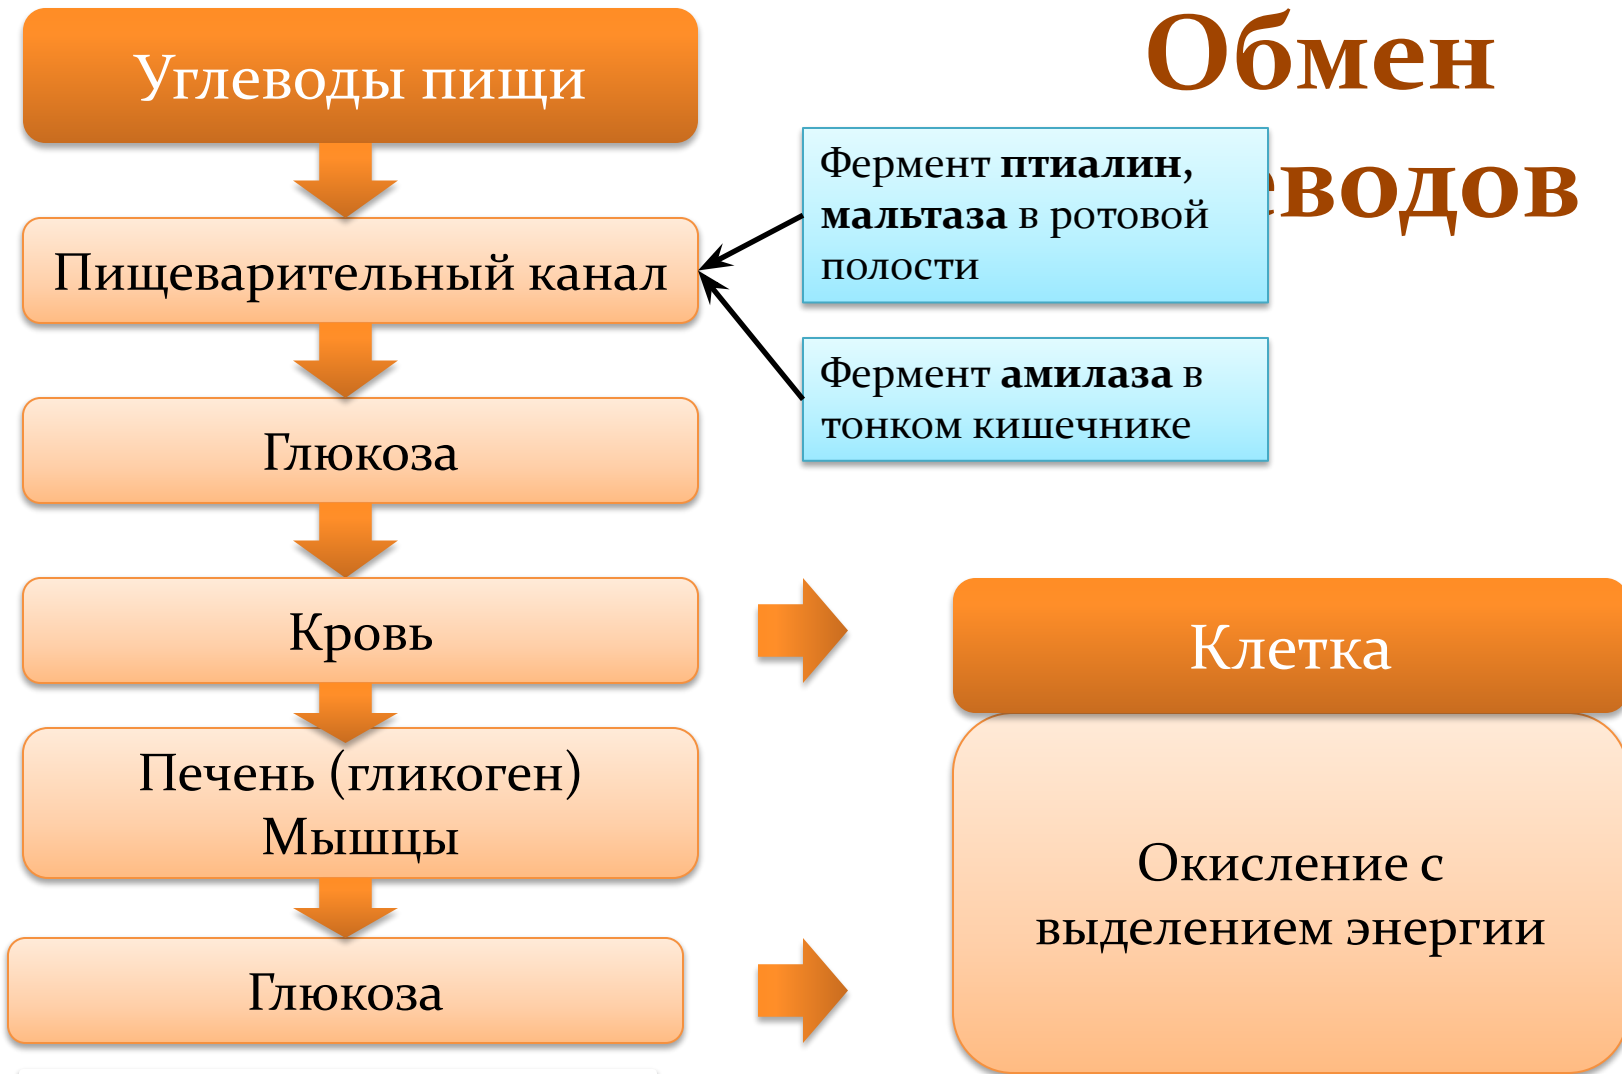 Обмен
еводов
Углеводы пищи
Фермент птиалин,
мальтаза в ротовой
полости
Пищеварительный канал
Фермент амилаза в
тонком кишечнике
Глюкоза
Кровь
Клетка
Печень (гликоген)
Мышцы
Окисление с
выделением энергии
Глюкоза